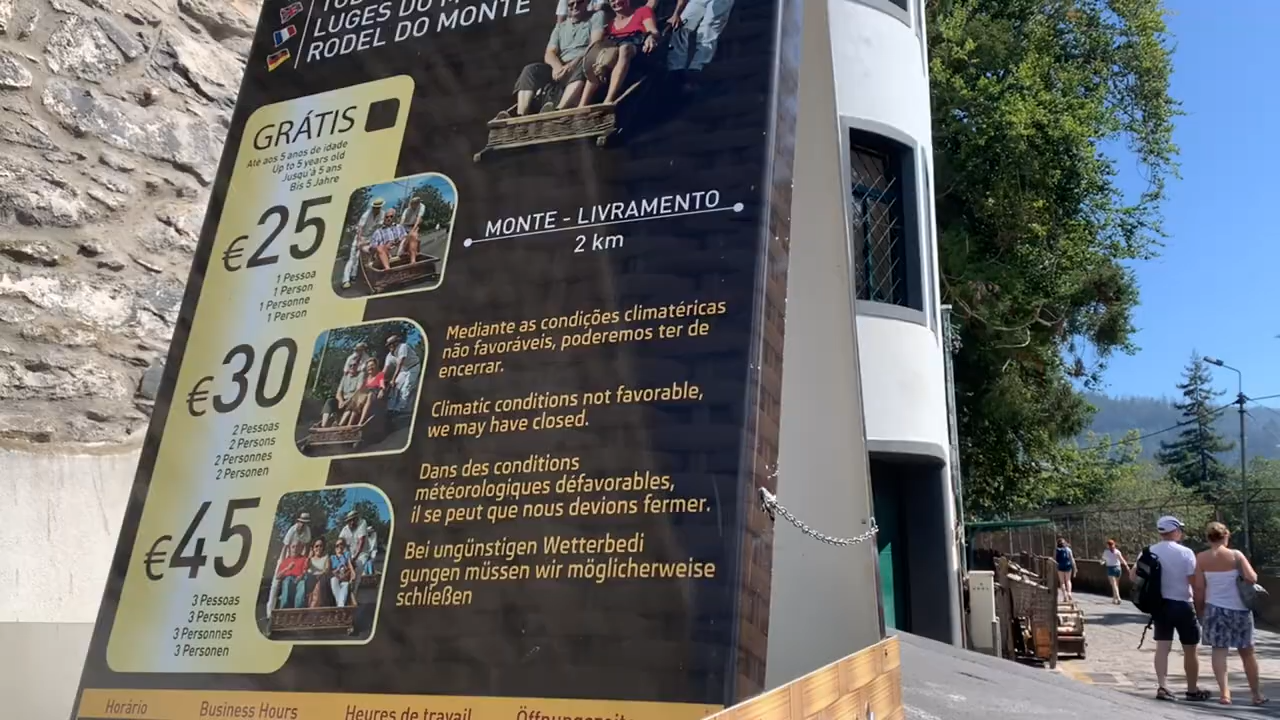 LUGES DO
RODEL DO MONTE
GRÁTIS
Até aos 5 anos de idade
Up to 5 years old
Jusqu'à 5 ans
Bis 5 Jahre
€25
1 Pessoa
1 Person
1 Personne
1 Person
MONTE - LIVRAMENTO
2 km
€30
2 Pessoas
2 Persons
2 Personnes
2 Personen
Mediante as condições climatéricas
não favoráveis, poderemos ter de
encerrar.
Climatic conditions not favorable,
we may have closed.
Dans des conditions
météorologiques défavorables,
il se peut que nous devions fermer.
€45
3 Pessoas
3 Persons
3 Personnes
3 Personen
Bei ungünstigen Wetterbedi
gungen müssen wir möglicherweise
schließen
Horário Business Hours Heures de travail